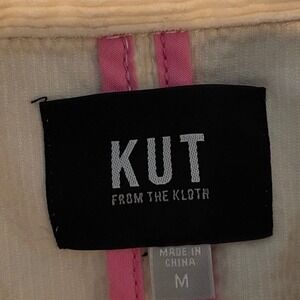 KUT
FROM THE KLOTH
MADE IN
CHINA
M